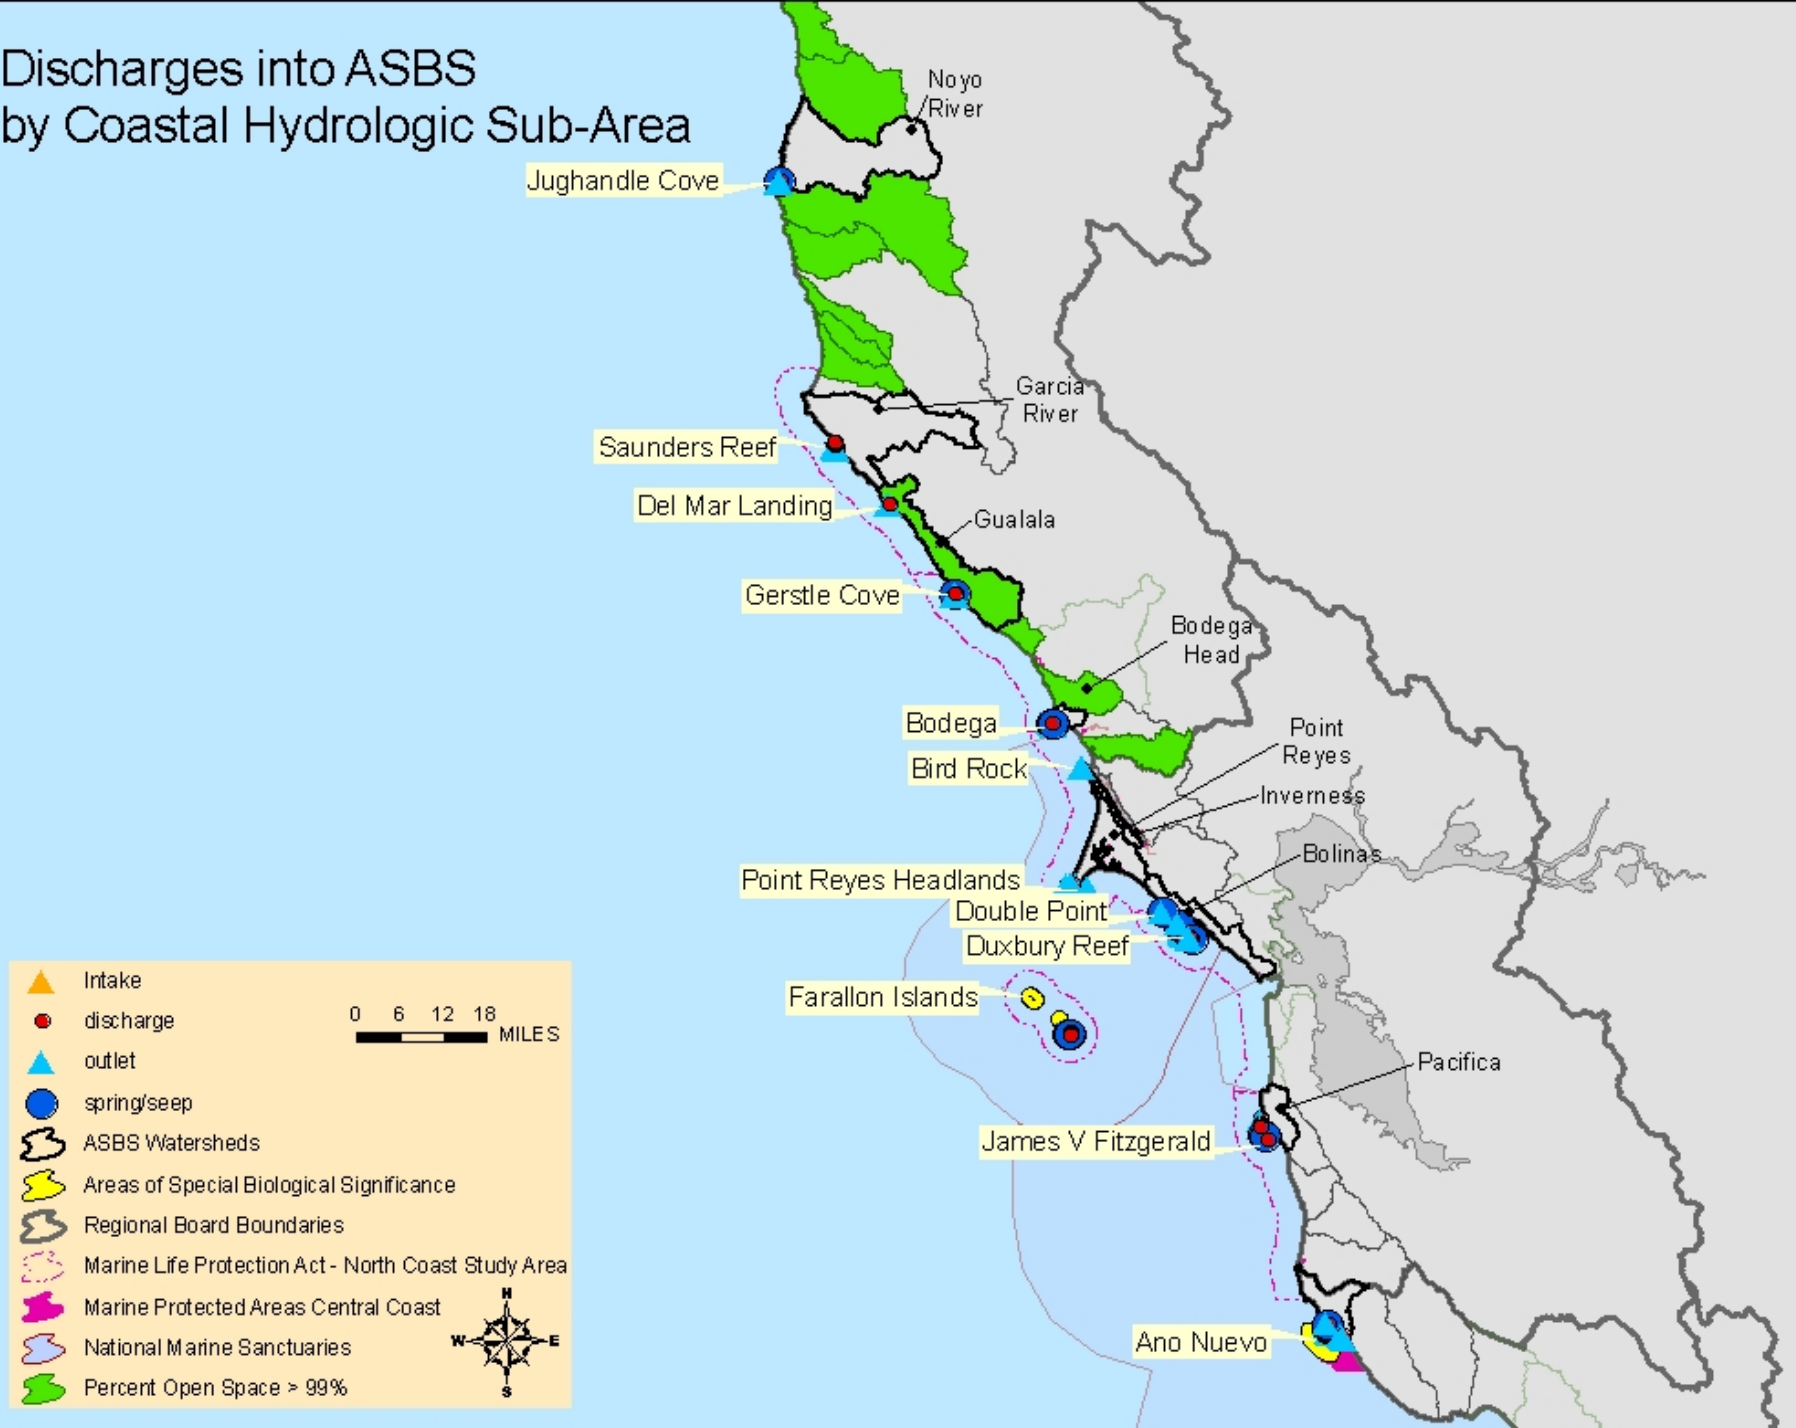 Discharges into ASBS
by Coastal Hydrologic Sub-Area
Noyo
River
Jughandle Cove
Garcia
River
Saunders Reef
Del Mar Landing
Gualala
Gerstle Cove
Bodega
Head
Bodega
Point
Reyes
Bird Rock
Inverness
Bolinas
Point Reyes Headlands
Double Point
Duxbury Reef
Farallon Islands
Pacifica
James V Fitzgerald
Ano Nuevo
Intake
discharge
outlet
spring/seep
ASBS Watersheds
Areas of Special Biological Significance
Regional Board Boundaries
Marine Life Protection Act - North Coast Study Area
Marine Protected Areas Central Coast
National Marine Sanctuaries
Percent Open Space > 99%
0 6 12 18
MILES
N
W E
S